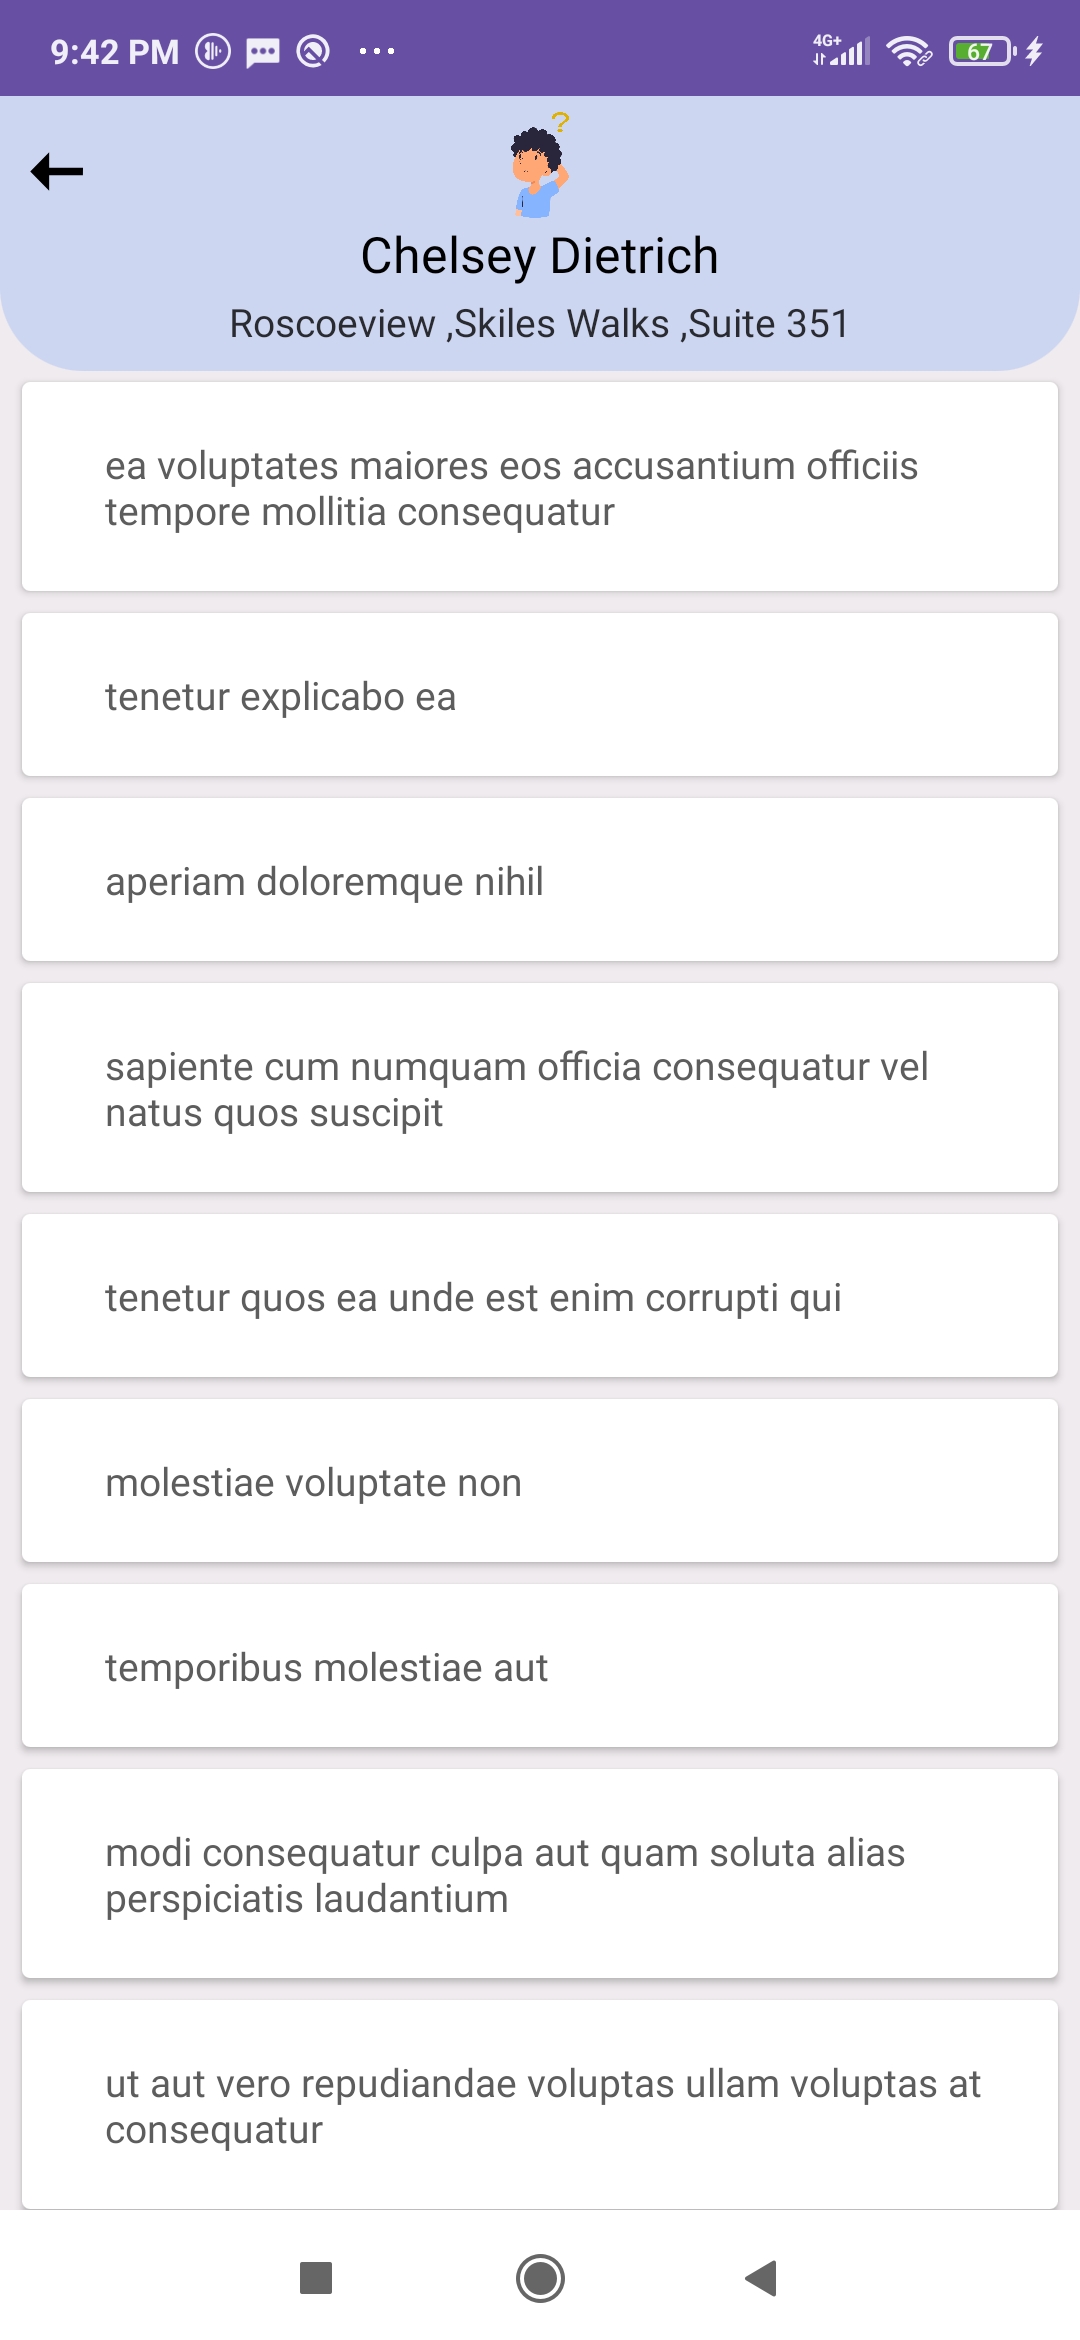 9:42 PM
4G+
67
?
Chelsey Dietrich
Roscoeview ,Skiles Walks ,Suite 351
ea voluptates maiores eos accusantium officiis
tempore mollitia consequatur
tenetur explicabo ea
aperiam doloremque nihil
sapiente cum numquam officia consequatur vel
natus quos suscipit
tenetur quos ea unde est enim corrupti qui
molestiae voluptate non
temporibus molestiae aut
modi consequatur culpa aut quam soluta alias
perspiciatis laudantium
ut aut vero repudiandae voluptas ullam voluptas at
consequatur